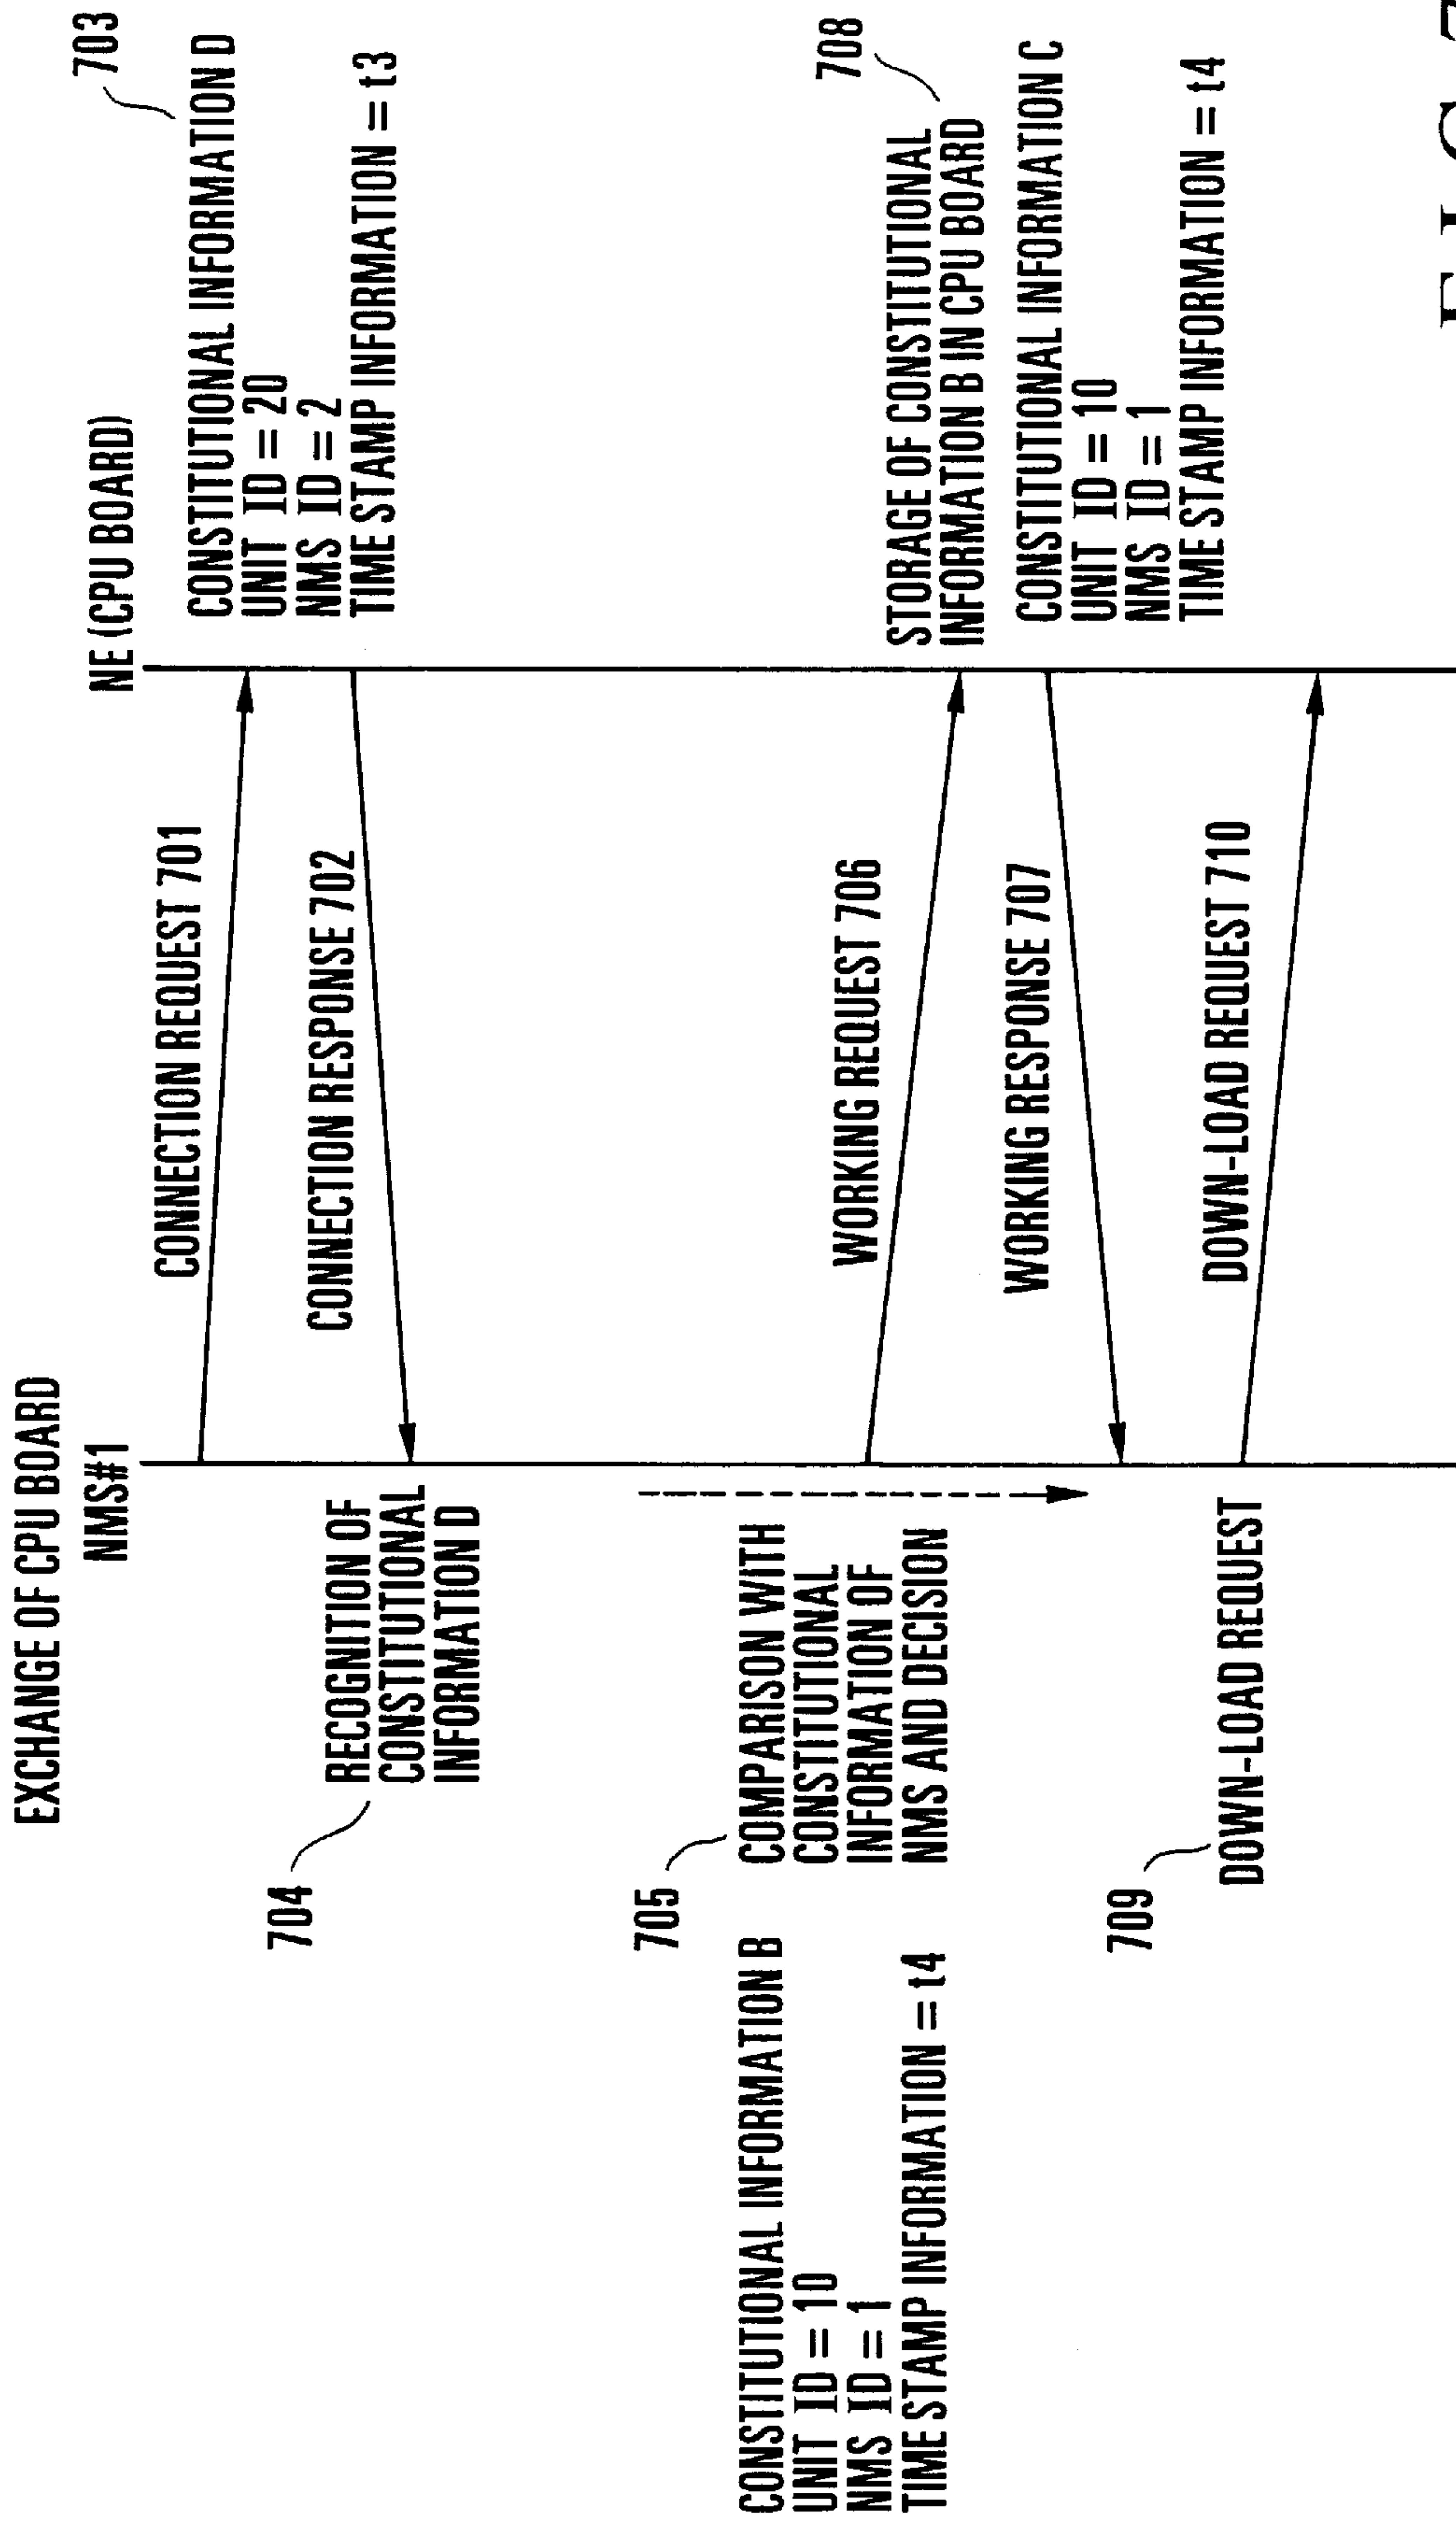 EXCHANGE OF CPU BOARD
NMS#1
NE (CPU BOARD)
CONNECTION REQUEST 701
703
CONSTITUTIONAL INFORMATION D
UNIT ID = 20
NMS ID = 2
TIME STAMP INFORMATION = t3
CONNECTION RESPONSE 702
704
RECOGNITION OF
CONSTITUTIONAL
INFORMATION D
CONSTITUTIONAL INFORMATION B
UNIT ID = 10
NMS ID = 1
TIME STAMP INFORMATION = t4
705
COMPARISON WITH
CONSTITUTIONAL
INFORMATION OF
NMS AND DECISION
WORKING REQUEST 706
708
STORAGE OF CONSTITUTIONAL
INFORMATION B IN CPU BOARD
CONSTITUTIONAL INFORMATION C
UNIT ID = 10
NMS ID = 1
TIME STAMP INFORMATION = t4
WORKING RESPONSE 707
709
DOWN-LOAD REQUEST
DOWN-LOAD REQUEST 710